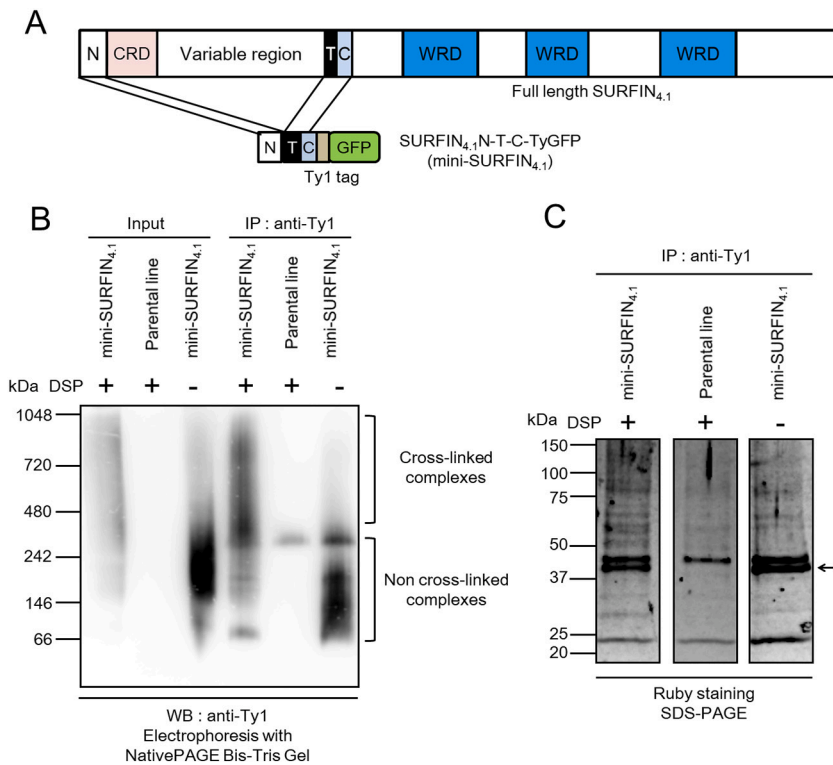 A
N CRD Variable region T C WRD WRD WRD
Full length SURFIN4.1
N T C GFP
SURFIN4.1N-T-C-TyGFP
(mini-SURFIN4.1)
Ty1 tag
B
Input IP : anti-Ty1
mini-SURFIN4.1
Parental line
mini-SURFIN4.1
mini-SURFIN4.1
Parental line
mini-SURFIN4.1
kDa DSP + + - + + -
1048
720
480
242
146
66
Cross-linked
complexes
Non cross-linked
complexes
WB : anti-Ty1
Electrophoresis with
NativePAGE Bis-Tris Gel
C
IP : anti-Ty1
mini-SURFIN4.1
Parental line
mini-SURFIN4.1
kDa DSP + + -
150
100
75
50
37
25
20
Ruby staining
SDS-PAGE